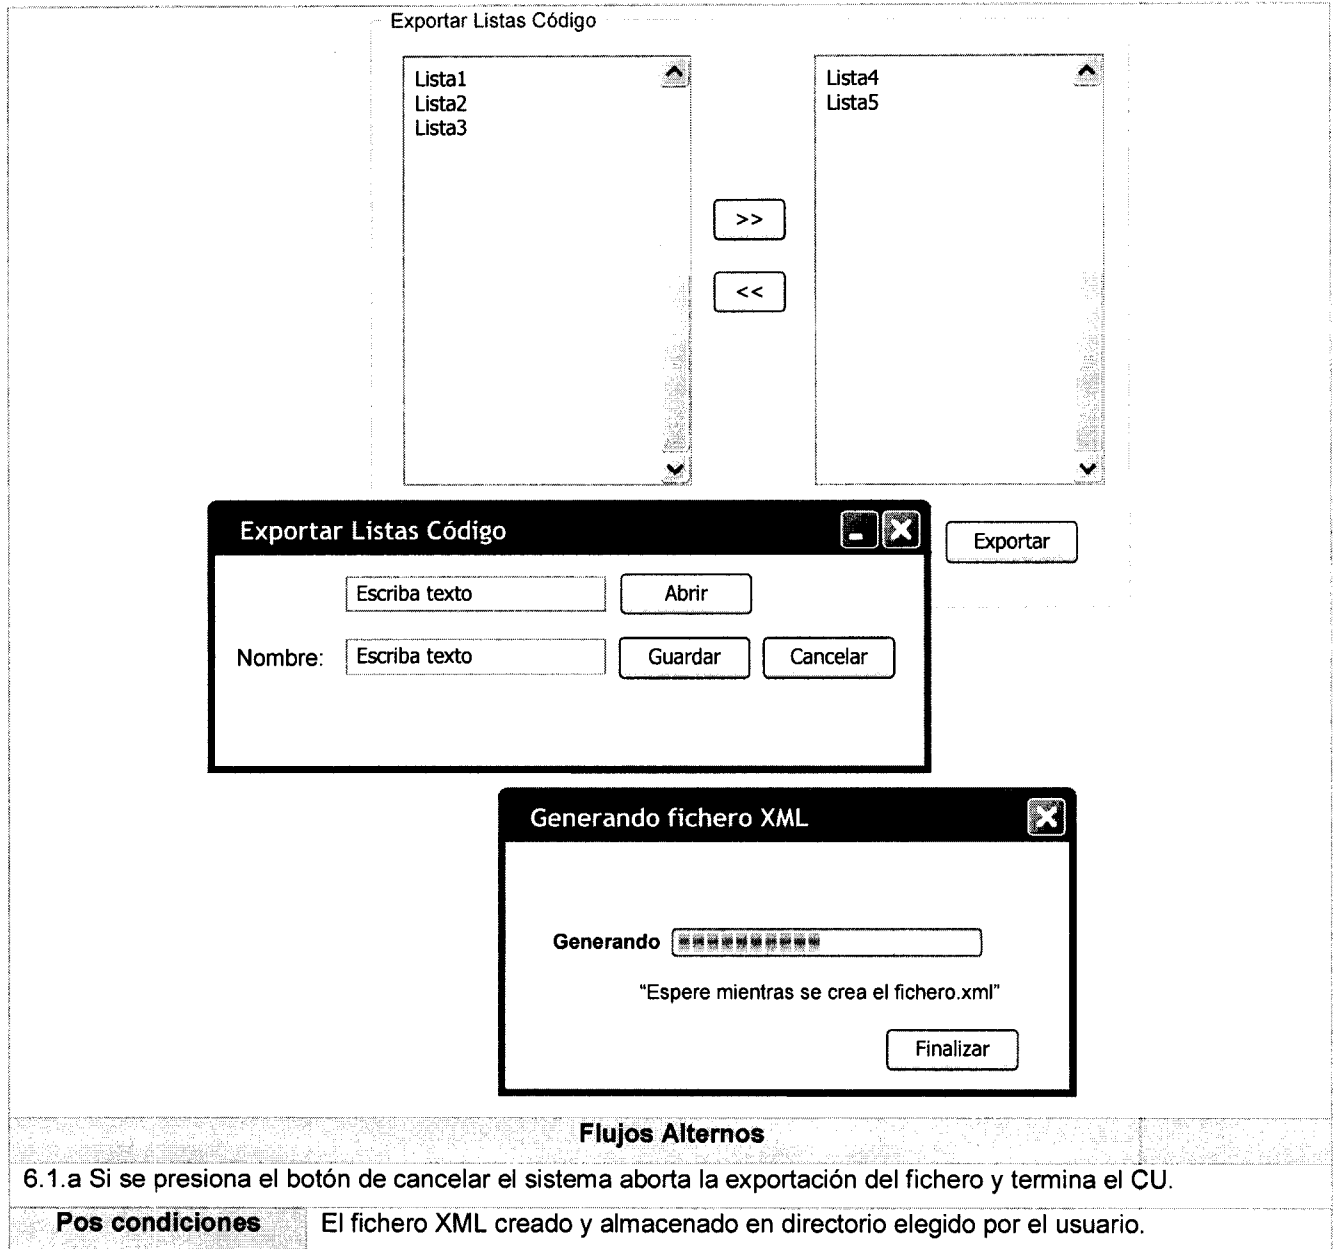 Exportar Listas Código
Lista1
Lista2
Lista3
Lista4
Lista5
>>
<<
Exportar
Exportar Listas Código
Escriba texto
Abrir
Nombre: Escriba texto
Guardar
Cancelar
Generando fichero XML
Generando
“Espere mientras se crea el fichero.xml”
Finalizar
Flujos Alternos
6.1.a Si se presiona el botón de cancelar el sistema aborta la exportación del fichero y termina el CU.
Pos condiciones El fichero XML creado y almacenado en directorio elegido por el usuario.